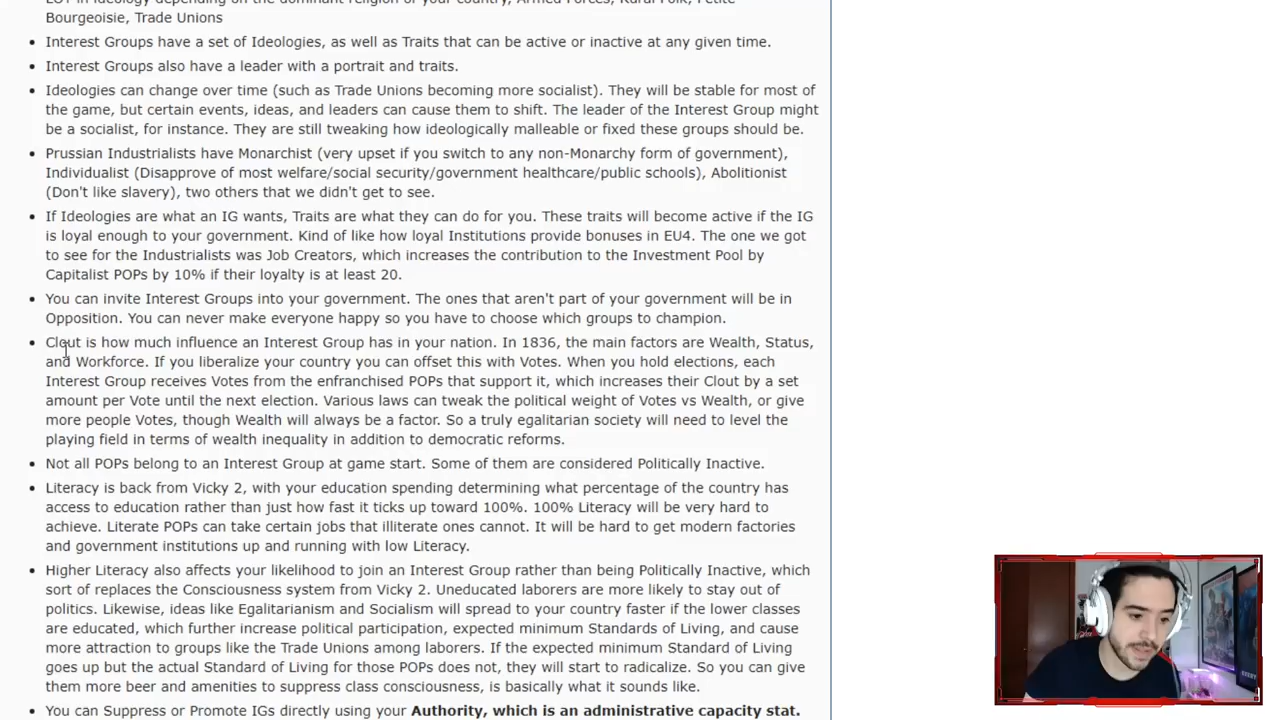 EOT in ideology depending on the dominant religion of your country, Armed Forces, Rural Folk, Petite
Bourgeoisie, Trade Unions
Interest Groups have a set of Ideologies, as well as Traits that can be active or inactive at any given time.
Interest Groups also have a leader with a portrait and traits.
Ideologies can change over time (such as Trade Unions becoming more socialist). They will be stable for most of
the game, but certain events, ideas, and leaders can cause them to shift. The leader of the Interest Group might
be a socialist, for instance. They are still tweaking how ideologically malleable or fixed these groups should be.
Prussian Industrialists have Monarchist (very upset if you switch to any non-Monarchy form of government),
Individualist (Disapprove of most welfare/social security/government healthcare/public schools), Abolitionist
(Don't like slavery), two others that we didn't get to see.
If Ideologies are what an IG wants, Traits are what they can do for you. These traits will become active if the IG
is loyal enough to your government. Kind of like how loyal Institutions provide bonuses in EU4. The one we got
to see for the Industrialists was Job Creators, which increases the contribution to the Investment Pool by
Capitalist POPs by 10% if their loyalty is at least 20.
You can invite Interest Groups into your government. The ones that aren't part of your government will be in
Opposition. You can never make everyone happy so you have to choose which groups to champion.
Clout is how much influence an Interest Group has in your nation. In 1836, the main factors are Wealth, Status,
and Workforce. If you liberalize your country you can offset this with Votes. When you hold elections, each
Interest Group receives Votes from the enfranchised POPs that support it, which increases their Clout by a set
amount per Vote until the next election. Various laws can tweak the political weight of Votes vs Wealth, or give
more people Votes, though Wealth will always be a factor. So a truly egalitarian society will need to level the
playing field in terms of wealth inequality in addition to democratic reforms.
Not all POPs belong to an Interest Group at game start. Some of them are considered Politically Inactive.
Literacy is back from Vicky 2, with your education spending determining what percentage of the country has
access to education rather than just how fast it ticks up toward 100%. 100% Literacy will be very hard to
achieve. Literate POPs can take certain jobs that illiterate ones cannot. It will be hard to get modern factories
and government institutions up and running with low Literacy.
Higher Literacy also affects your likelihood to join an Interest Group rather than being Politically Inactive, which
sort of replaces the Consciousness system from Vicky 2. Uneducated laborers are more likely to stay out of
politics. Likewise, ideas like Egalitarianism and Socialism will spread to your country faster if the lower classes
are educated, which further increase political participation, expected minimum Standards of Living, and cause
more attraction to groups like the Trade Unions among laborers. If the expected minimum Standard of Living
goes up but the actual Standard of Living for those POPs does not, they will start to radicalize. So you can give
them more beer and amenities to suppress class consciousness, is basically what it sounds like.
You can Suppress or Promote IGs directly using your Authority, which is an administrative capacity stat.